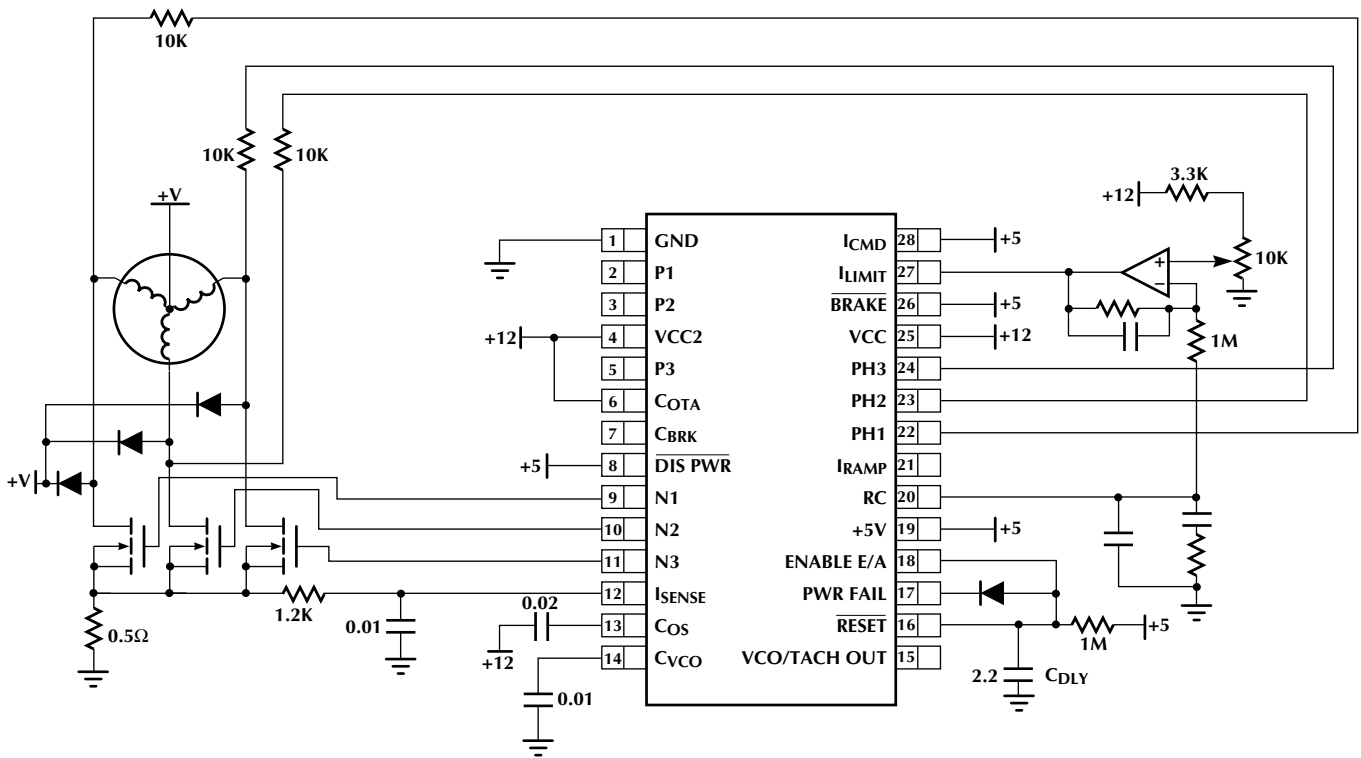 10K
10K
10K
+V
+V
0.5Ω
1.2K
0.01
0.02
+12
0.01
+12
+5
1 GND
2 P1
3 P2
4 VCC2
5 P3
6 COTA
7 CBRK
8 DIS PWR
9 N1
10 N2
11 N3
12 ISENSE
13 COS
14 CVCO
ICMD 28
ILIMIT 27
BRAKE 26
VCC 25
PH3 24
PH2 23
PH1 22
IRAMP 21
RC 20
+5V 19
ENABLE E/A 18
PWR FAIL 17
RESET 16
VCO/TACH OUT 15
+5
+5
+12
+5
+12
3.3K
10K
+
−
1M
1M
+5
2.2
CDLY